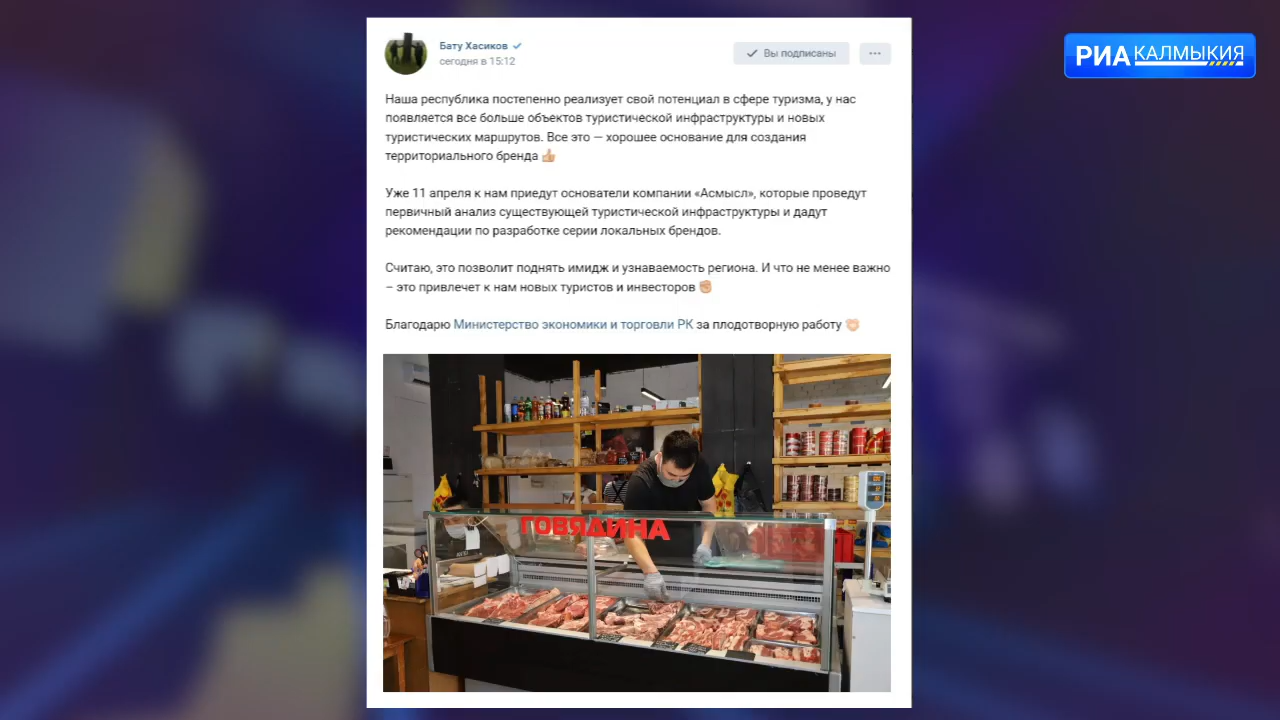 РИА КАЛМЫКИЯ
Бату Хасиков
сегодня в 15:12
Вы подписаны
Наша республика постепенно реализует свой потенциал в сфере туризма, у нас
появляется все больше объектов туристической инфраструктуры и новых
туристических маршрутов. Все это — хорошее основание для создания
территориального бренда 👍
Уже 11 апреля к нам приедут основатели компании «Асмысл», которые проведут
первичный анализ существующей туристической инфраструктуры и дадут
рекомендации по разработке серии локальных брендов.
Считаю, это позволит поднять имидж и узнаваемость региона. И что не менее важно
– это привлечет к нам новых туристов и инвесторов ✊
Благодарю Министерство экономики и торговли РК за плодотворную работу 🤝
ГОВЯДИНА